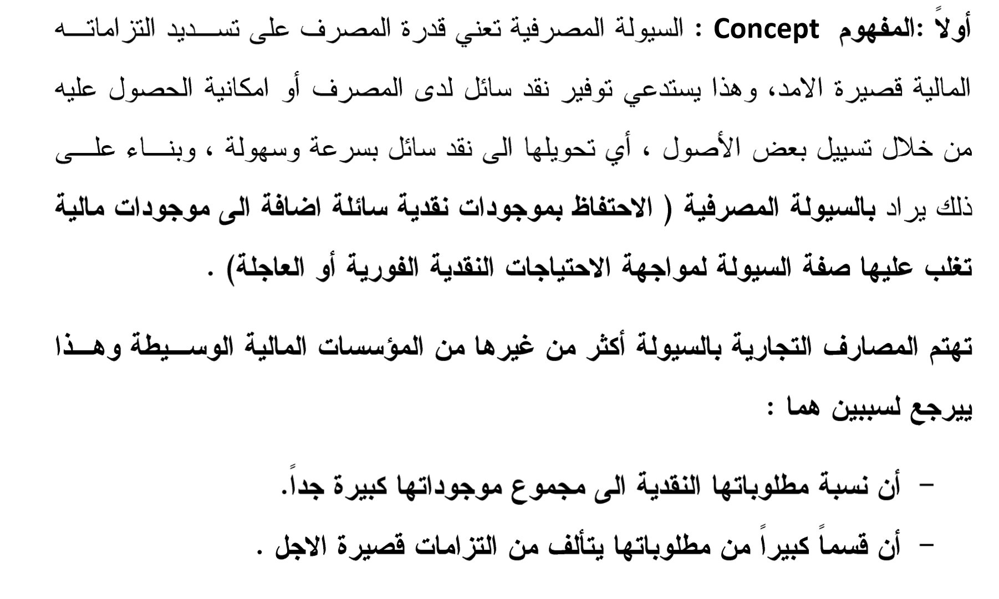 أولاً :المفهوم Concept : السيولة المصرفية تعني قدرة المصرف على تســديد التزاماتــه
المالية قصيرة الامد، وهذا يستدعي توفير نقد سائل لدى المصرف أو امكانية الحصول عليه
من خلال تسييل بعض الأصول ، أي تحويلها الى نقد سائل بسرعة وسهولة ، وبنــاء علــى
ذلك يراد بالسيولة المصرفية ( الاحتفاظ بموجودات نقدية سائلة اضافة الى موجودات مالية
تغلب عليها صفة السيولة لمواجهة الاحتياجات النقدية الفورية أو العاجلة) .
تهتم المصارف التجارية بالسيولة أكثر من غيرها من المؤسسات المالية الوســيطة وهــذا
ييرجع لسببين هما :
- أن نسبة مطلوباتها النقدية الى مجموع موجوداتها كبيرة جداً.
- أن قسماً كبيراً من مطلوباتها يتألف من التزامات قصيرة الاجل .